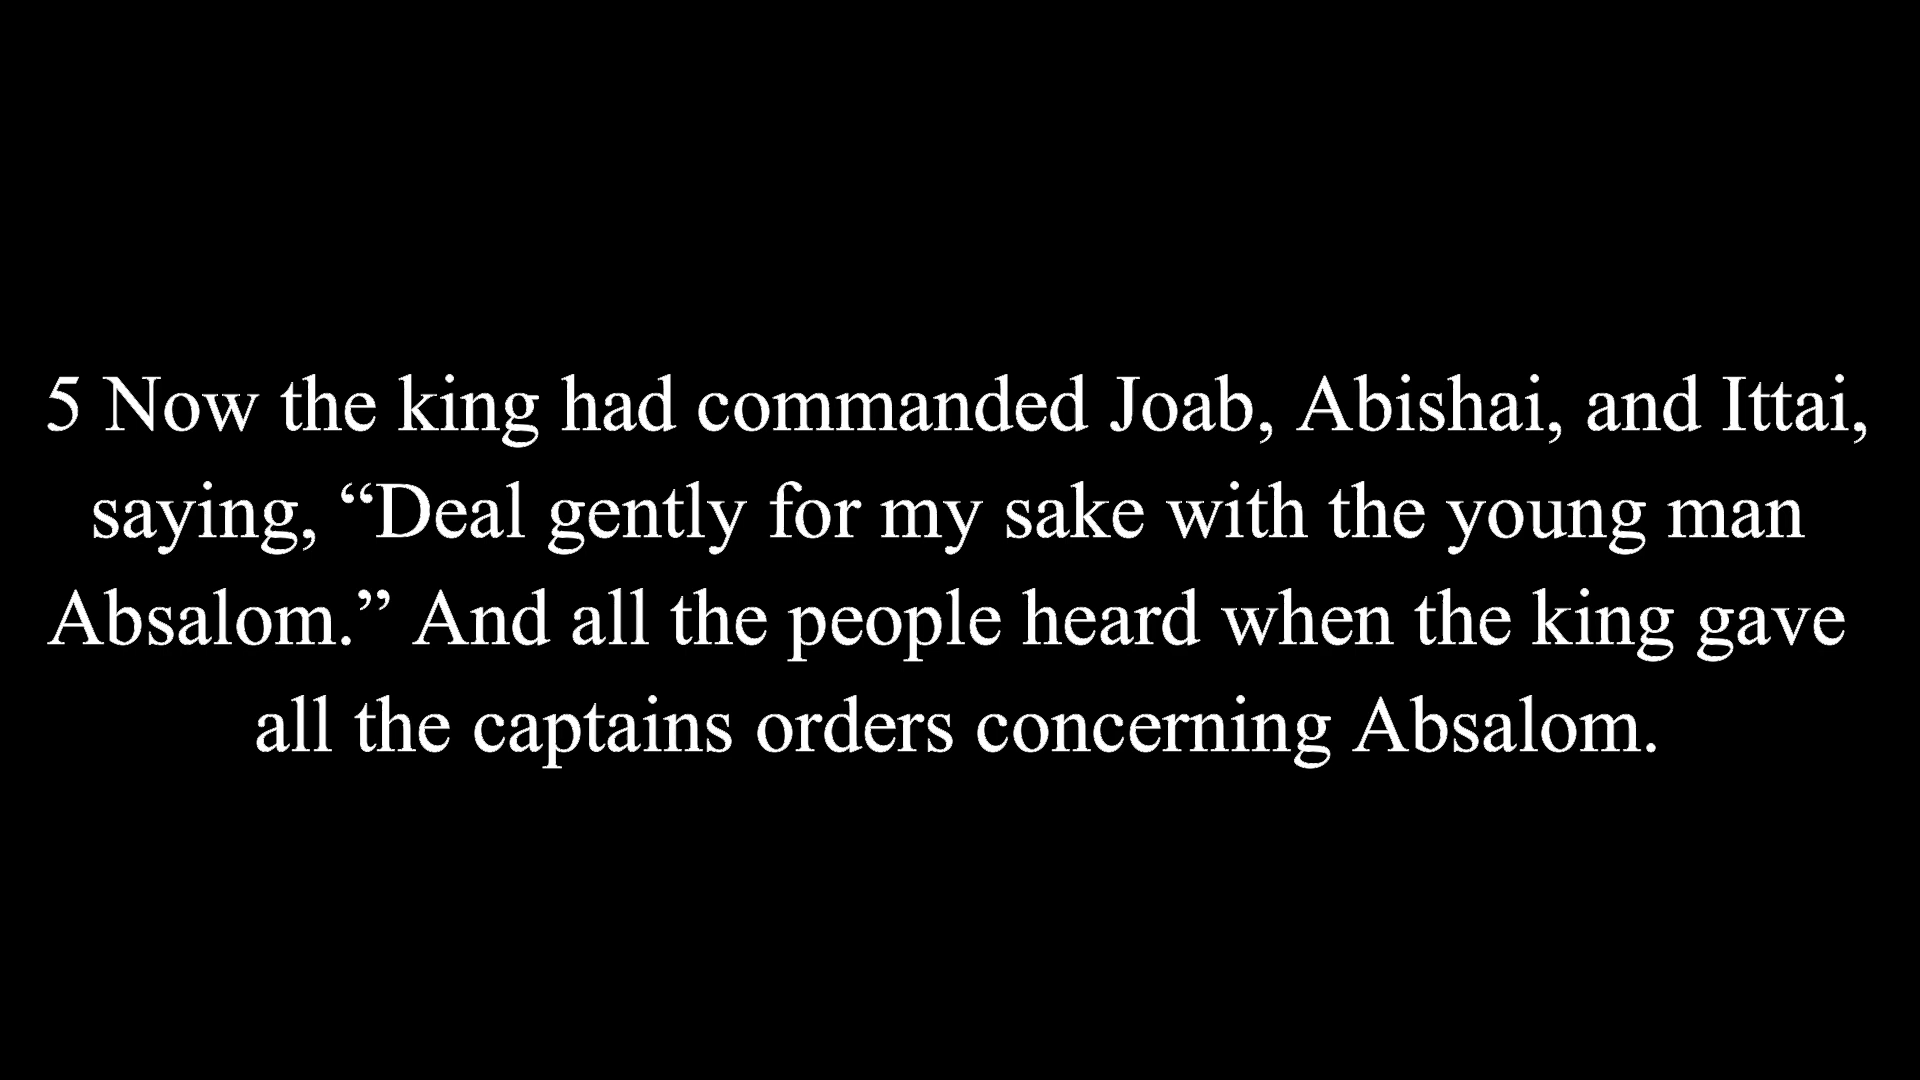 5 Now the king had commanded Joab, Abishai, and Ittai,
saying, “Deal gently for my sake with the young man
Absalom.” And all the people heard when the king gave
all the captains orders concerning Absalom.